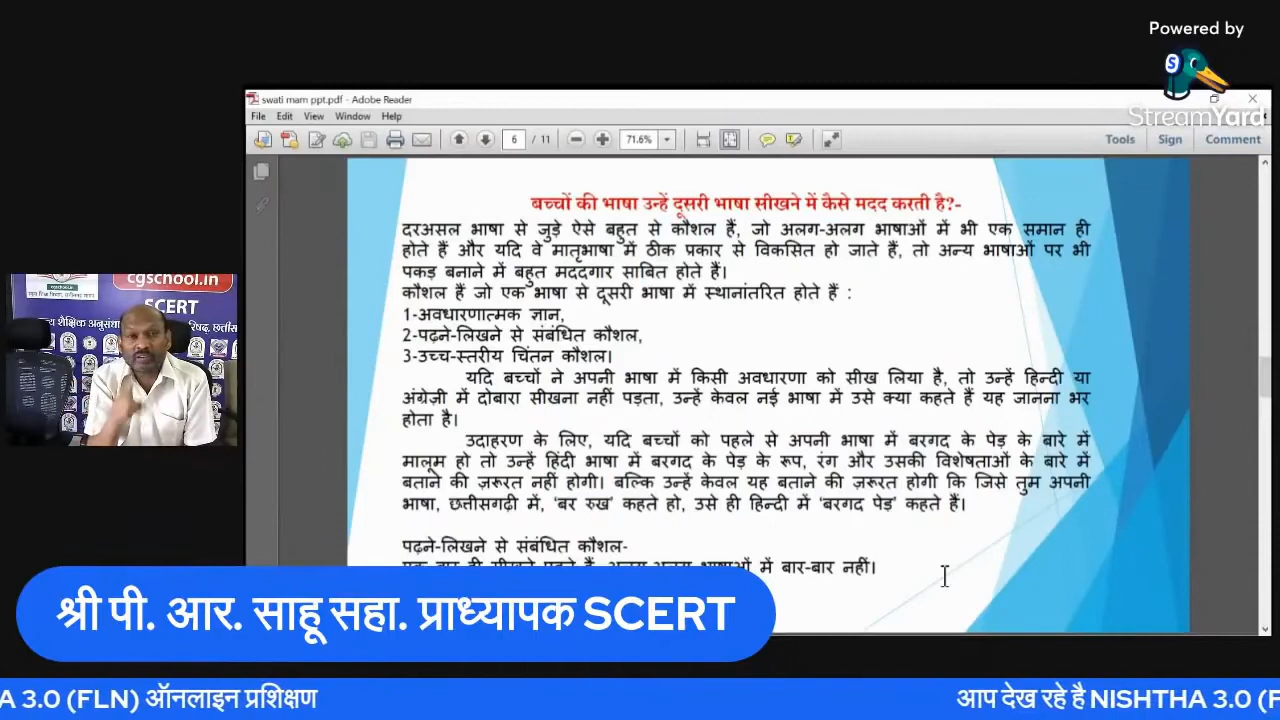 Powered by
S
StreamYard
swati mam ppt.pdf - Adobe Reader
File Edit View Window Help
6 / 11 71.6% Tools Sign Comment
बच्चों की भाषा उन्हें दूसरी भाषा सीखने में कैसे मदद करती है?-
दरअसल भाषा से जुड़े ऐसे बहुत से कौशल हैं, जो अलग-अलग भाषाओं में भी एक समान ही
होते हैं और यदि वे मातृभाषा में ठीक प्रकार से विकसित हो जाते हैं, तो अन्य भाषाओं पर भी
पकड़ बनाने में बहुत मददगार साबित होते हैं।
कौशल हैं जो एक भाषा से दूसरी भाषा में स्थानांतरित होते हैं :
1-अवधारणात्मक ज्ञान,
2-पढ़ने-लिखने से संबंधित कौशल,
3-उच्च-स्तरीय चिंतन कौशल।
यदि बच्चों ने अपनी भाषा में किसी अवधारणा को सीख लिया है, तो उन्हें हिन्दी या
अंग्रेज़ी में दोबारा सीखना नहीं पड़ता, उन्हें केवल नई भाषा में उसे क्या कहते हैं यह जानना भर
होता है।
उदाहरण के लिए, यदि बच्चों को पहले से अपनी भाषा में बरगद के पेड़ के बारे में
मालूम हो तो उन्हें हिंदी भाषा में बरगद के पेड़ के रूप, रंग और उसकी विशेषताओं के बारे में
बताने की ज़रूरत नहीं होगी। बल्कि उन्हें केवल यह बताने की ज़रूरत होगी कि जिसे तुम अपनी
भाषा, छत्तीसगढ़ी में, ‘बर रुख’ कहते हो, उसे ही हिन्दी में ‘बरगद पेड़’ कहते हैं।
पढ़ने-लिखने से संबंधित कौशल-
में बार-बार नहीं।
cgschool.in
SCERT
श्री पी. आर. साहू सहा. प्राध्यापक SCERT
A 3.0 (FLN) ऑनलाइन प्रशिक्षण आप देख रहे है NISHTHA 3.0 (F